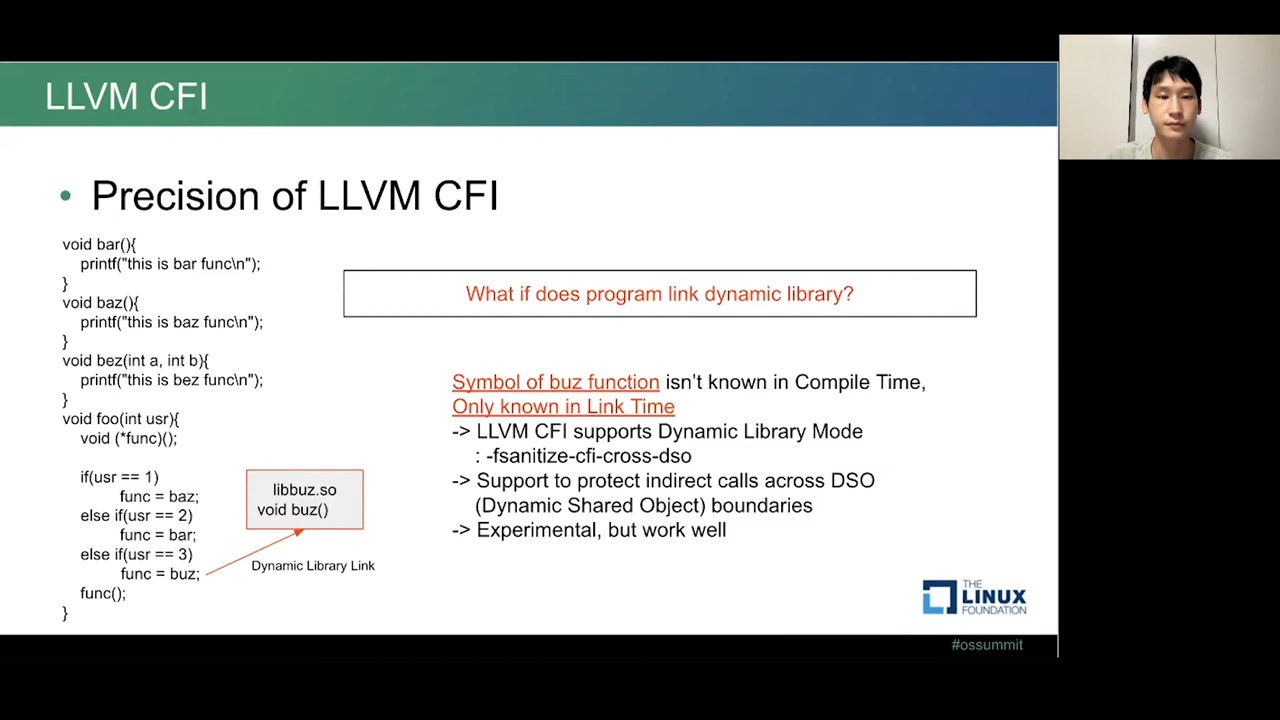 LLVM CFI
• Precision of LLVM CFI
void bar(){
printf("this is bar func\n");
}
void baz(){
printf("this is baz func\n");
}
void bez(int a, int b){
printf("this is bez func\n");
}
void foo(int usr){
void (*func)();
if(usr == 1)
func = baz;
else if(usr == 2)
func = bar;
else if(usr == 3)
func = buz;
func();
}
libbuz.so
void buz()
Dynamic Library Link
What if does program link dynamic library?
Symbol of buz function isn't known in Compile Time,
Only known in Link Time
-> LLVM CFI supports Dynamic Library Mode
: -fsanitize-cfi-cross-dso
-> Support to protect indirect calls across DSO
(Dynamic Shared Object) boundaries
-> Experimental, but work well
THE
LINUX
FOUNDATION
#ossummit